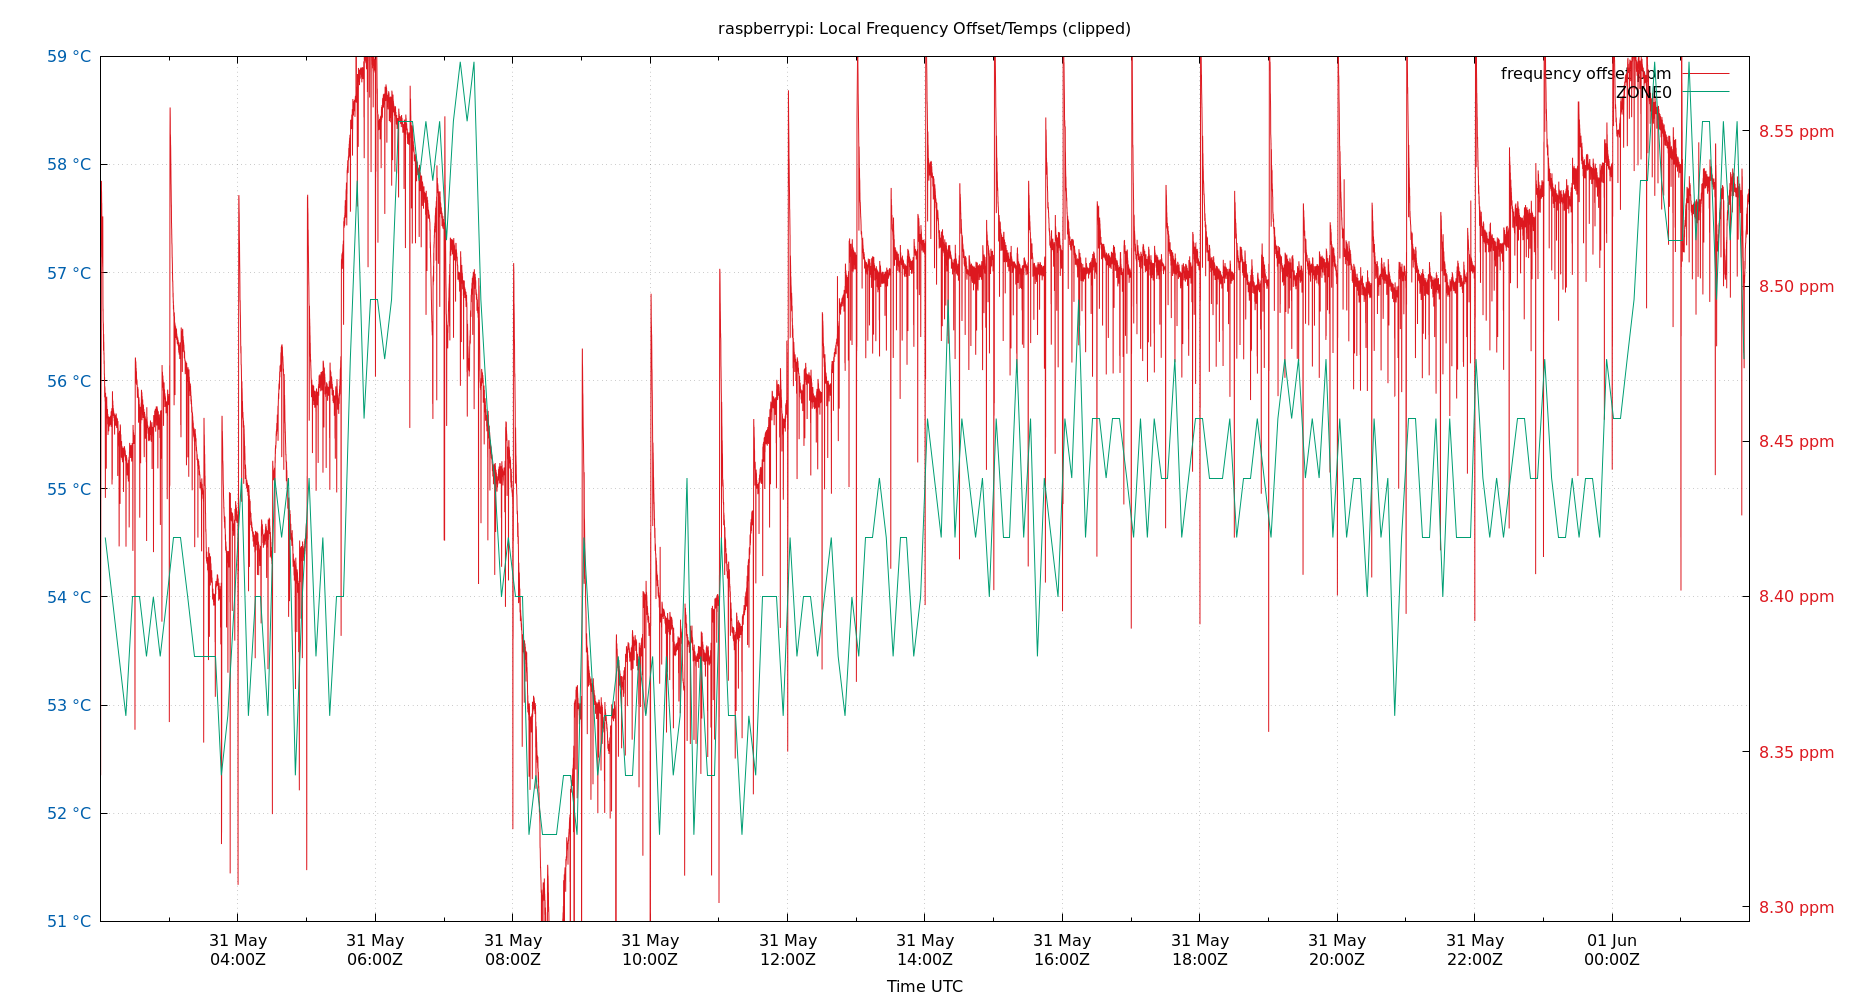 raspberrypi: Local Frequency Offset/Temps (clipped)
frequency offset ppm
ZONE0
59 °C
58 °C
57 °C
56 °C
55 °C
54 °C
53 °C
52 °C
51 °C
8.55 ppm
8.50 ppm
8.45 ppm
8.40 ppm
8.35 ppm
8.30 ppm
31 May
04:00Z
31 May
06:00Z
31 May
08:00Z
31 May
10:00Z
31 May
12:00Z
31 May
14:00Z
31 May
16:00Z
31 May
18:00Z
31 May
20:00Z
31 May
22:00Z
01 Jun
00:00Z
Time UTC